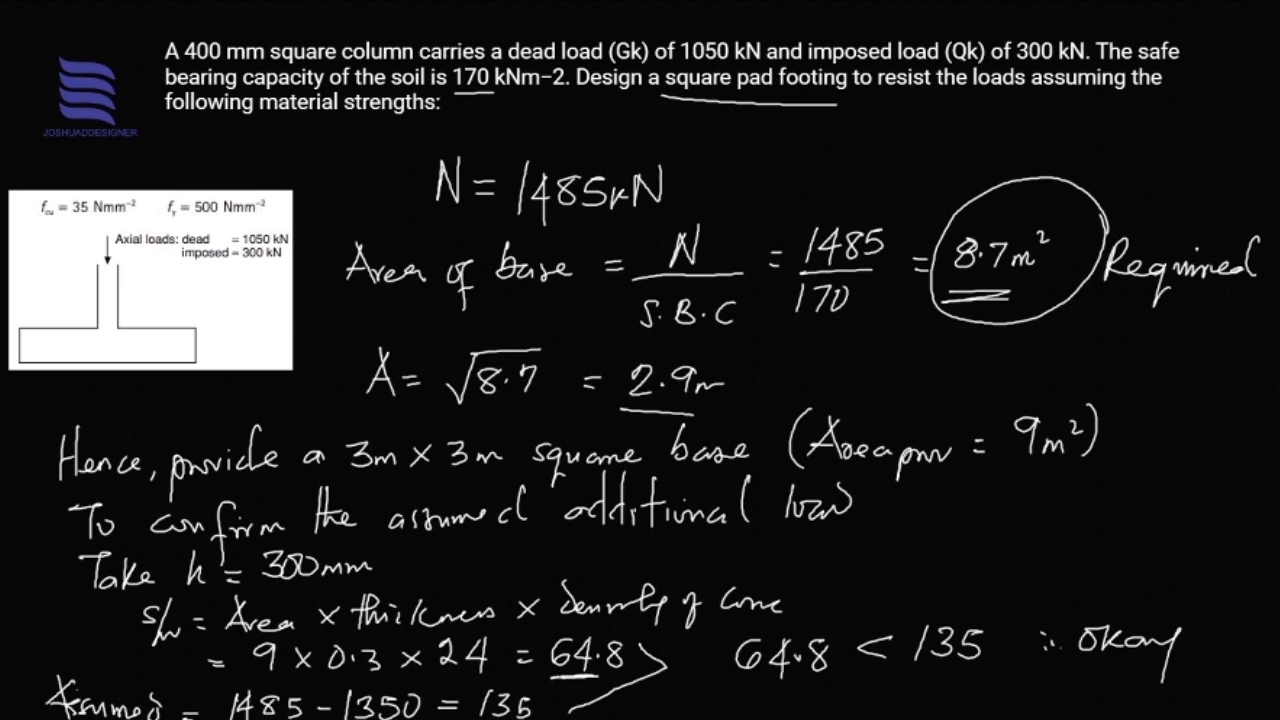 A 400 mm square column carries a dead load (Gk) of 1050 kN and imposed load (Qk) of 300 kN. The safe
bearing capacity of the soil is 170 kNm−2. Design a square pad footing to resist the loads assuming the
following material strengths:
JOSHUADDESIGNER
f_cu = 35 Nmm⁻² f_y = 500 Nmm⁻²
Axial loads: dead = 1050 kN
imposed = 300 kN
N = 1485kN
Area of base = N / S.B.C = 1485 / 170 = 8.7m² Required
A = √8.7 = 2.9m
Hence, provide a 3m × 3m square base (Area prov = 9m²)
To confirm the assumed additional load
Take h = 300mm
s/w = Area × thickness × Density of conc
= 9 × 0.3 × 24 = 64.8 64.8 < 135 ∴ okay
Assumed = 1485 - 1350 = 135